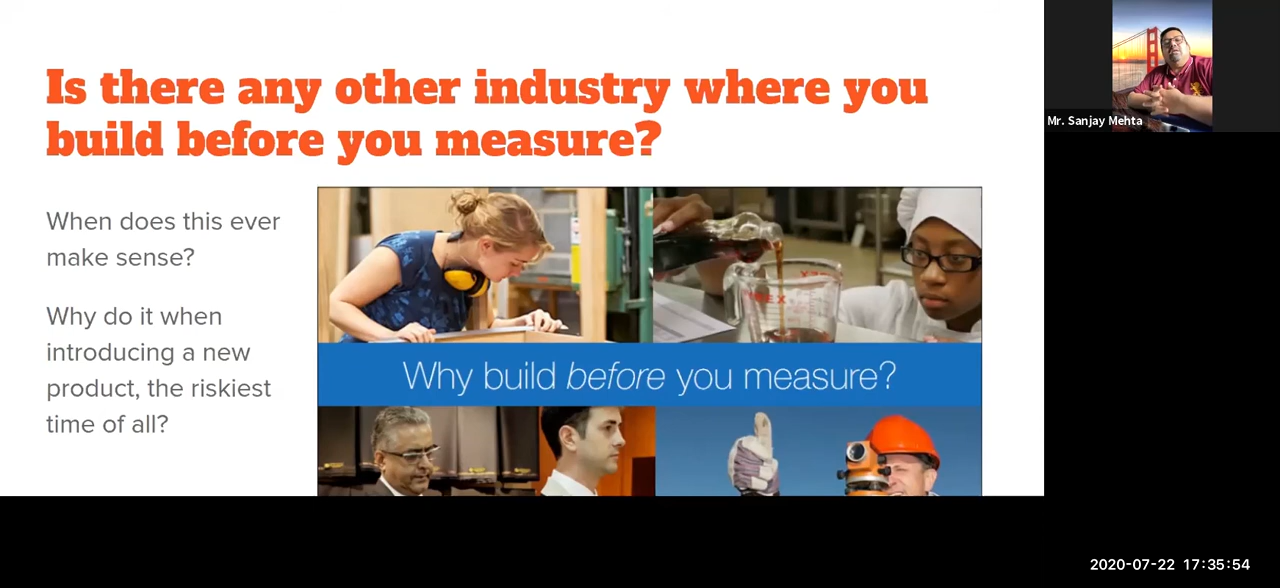 Is there any other industry where you
build before you measure?
When does this ever
make sense?
Why do it when
introducing a new
product, the riskiest
time of all?
Why build before you measure?
Mr. Sanjay Mehta
2020-07-22 17:35:54